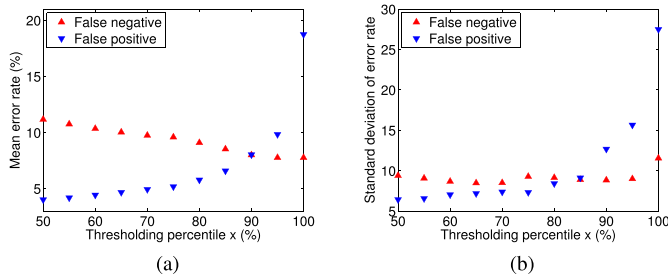 False negative
False positive
20
15
10
5
50
60
70
80
90
100
Mean error rate (%)
Thresholding percentile x (%)
(a)
False negative
False positive
30
25
20
15
10
5
50
60
70
80
90
100
Standard deviation of error rate
Thresholding percentile x (%)
(b)